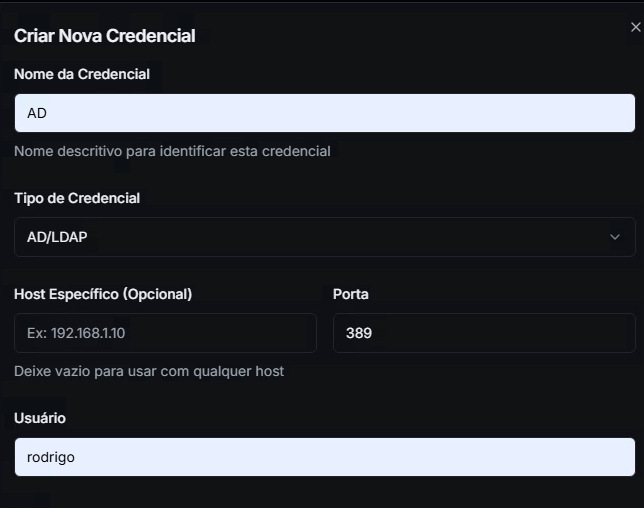 Criar Nova Credencial
Nome da Credencial
AD
Nome descritivo para identificar esta credencial
Tipo de Credencial
AD/LDAP
Host Específico (Opcional)
Porta
Ex: 192.168.1.10
389
Deixe vazio para usar com qualquer host
Usuário
rodrigo